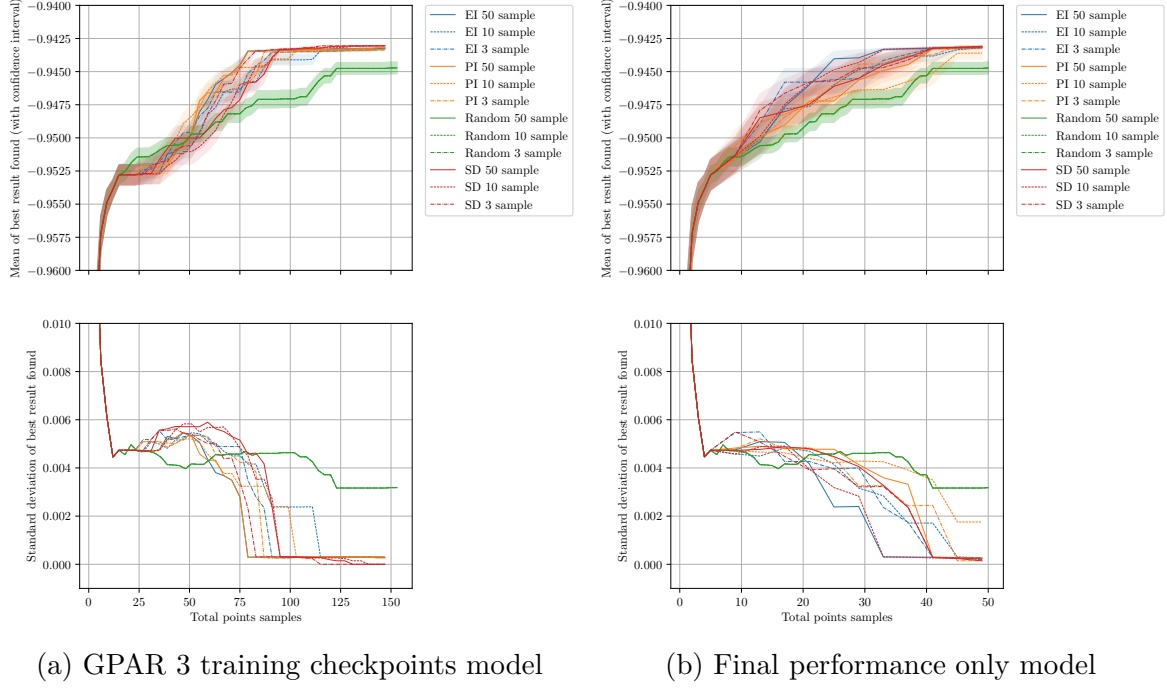 Mean of best result found (with confidence interval)
−0.9400
−0.9425
−0.9450
−0.9475
−0.9500
−0.9525
−0.9550
−0.9575
−0.9600
EI 50 sample
EI 10 sample
EI 3 sample
PI 50 sample
PI 10 sample
PI 3 sample
Random 50 sample
Random 10 sample
Random 3 sample
SD 50 sample
SD 10 sample
SD 3 sample
Standard deviation of best result found
0.010
0.008
0.006
0.004
0.002
0.000
0 25 50 75 100 125 150
Total points samples
(a) GPAR 3 training checkpoints model
Mean of best result found (with confidence interval)
−0.9400
−0.9425
−0.9450
−0.9475
−0.9500
−0.9525
−0.9550
−0.9575
−0.9600
EI 50 sample
EI 10 sample
EI 3 sample
PI 50 sample
PI 10 sample
PI 3 sample
Random 50 sample
Random 10 sample
Random 3 sample
SD 50 sample
SD 10 sample
SD 3 sample
Standard deviation of best result found
0.010
0.008
0.006
0.004
0.002
0.000
0 10 20 30 40 50
Total points samples
(b) Final performance only model